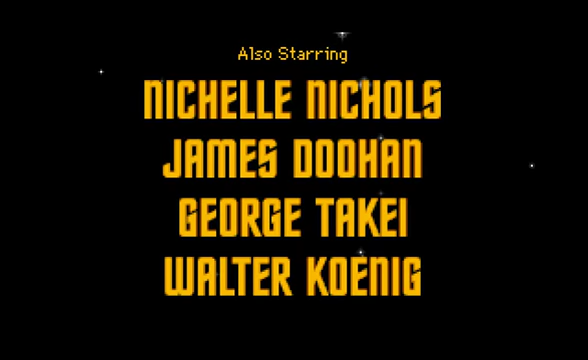 Also Starring
NICHELLE NICHOLS
JAMES DOOHAN
GEORGE TAKEI
WALTER KOENIG